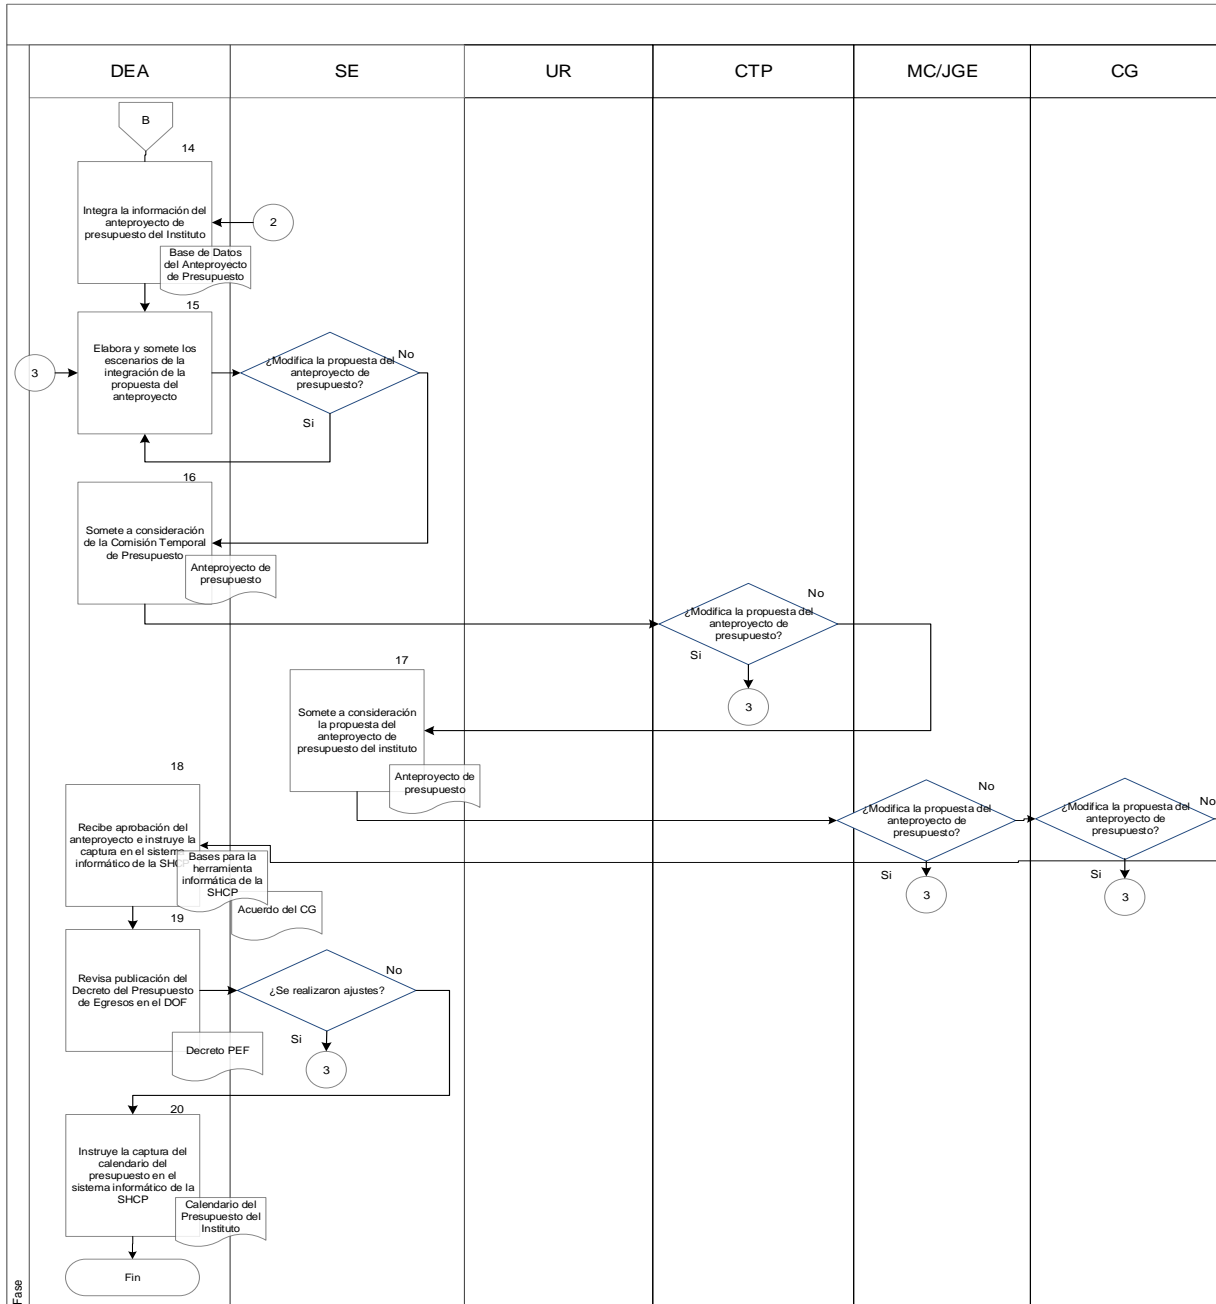 DEA
SE
UR
CTP
MC/JGE
CG
B
14
Integra la información del
anteproyecto de
presupuesto del Instituto
2
Base de Datos
del Anteproyecto
de Presupuesto
15
3
Elabora y somete los
escenarios de la
integración de la
propuesta del
anteproyecto
¿Modifica la propuesta del
anteproyecto de
presupuesto?
No
Si
16
Somete a consideración
de la Comisión Temporal
de Presupuesto
Anteproyecto de
presupuesto
¿Modifica la propuesta del
anteproyecto de
presupuesto?
No
Si
3
17
Somete a consideración
la propuesta del
anteproyecto de
presupuesto del instituto
Anteproyecto de
presupuesto
¿Modifica la propuesta del
anteproyecto de
presupuesto?
No
Si
3
¿Modifica la propuesta del
anteproyecto de
presupuesto?
No
Si
3
18
Recibe aprobación del
anteproyecto e instruye la
captura en el sistema
informático de la SHCP
Bases para la
herramienta
informática de la
SHCP
Acuerdo del CG
19
Revisa publicación del
Decreto del Presupuesto
de Egresos en el DOF
Decreto PEF
¿Se realizaron ajustes?
No
Si
3
20
Instruye la captura del
calendario del
presupuesto en el
sistema informático de la
SHCP
Calendario del
Presupuesto del
Instituto
Fin
Fase